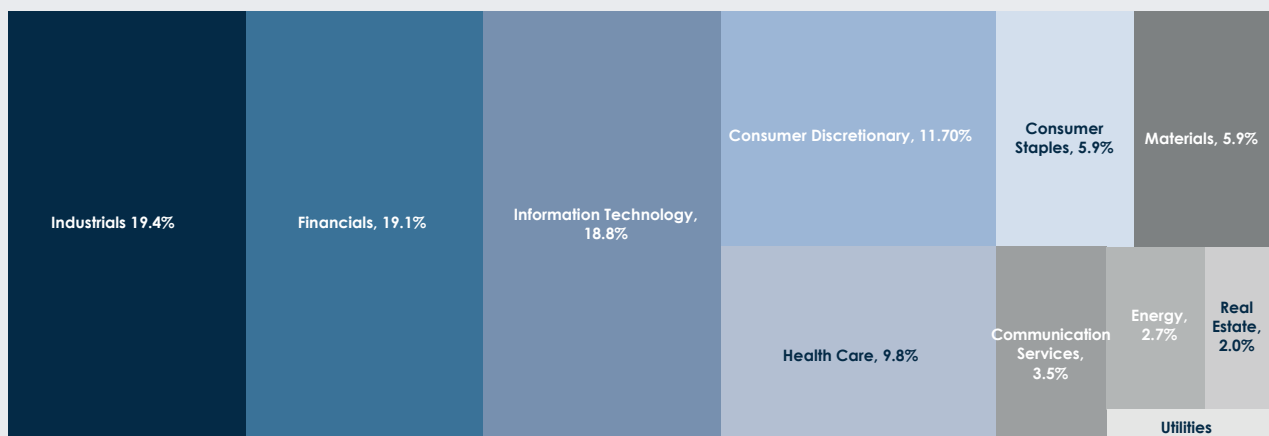 Industrials 19.4%
Financials, 19.1%
Information Technology,
18.8%
Consumer Discretionary, 11.70%
Health Care, 9.8%
Consumer
Staples, 5.9%
Materials, 5.9%
Communication
Services,
3.5%
Energy,
2.7%
Real
Estate,
2.0%
Utilities